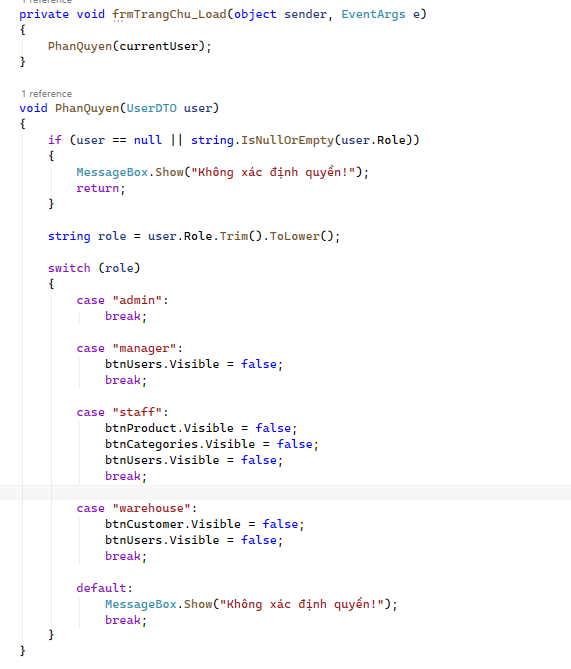 1 reference
private void frmTrangChu_Load(object sender, EventArgs e)
{
    PhanQuyen(currentUser);
}
1 reference
void PhanQuyen(UserDTO user)
{
    if (user == null || string.IsNullOrEmpty(user.Role))
    {
        MessageBox.Show("Không xác định quyền!");
        return;
    }
    string role = user.Role.Trim().ToLower();
    switch (role)
    {
        case "admin":
            break;
        case "manager":
            btnUsers.Visible = false;
            break;
        case "staff":
            btnProduct.Visible = false;
            btnCategories.Visible = false;
            btnUsers.Visible = false;
            break;
        case "warehouse":
            btnCustomer.Visible = false;
            btnUsers.Visible = false;
            break;
        default:
            MessageBox.Show("Không xác định quyền!");
            break;
    }
}